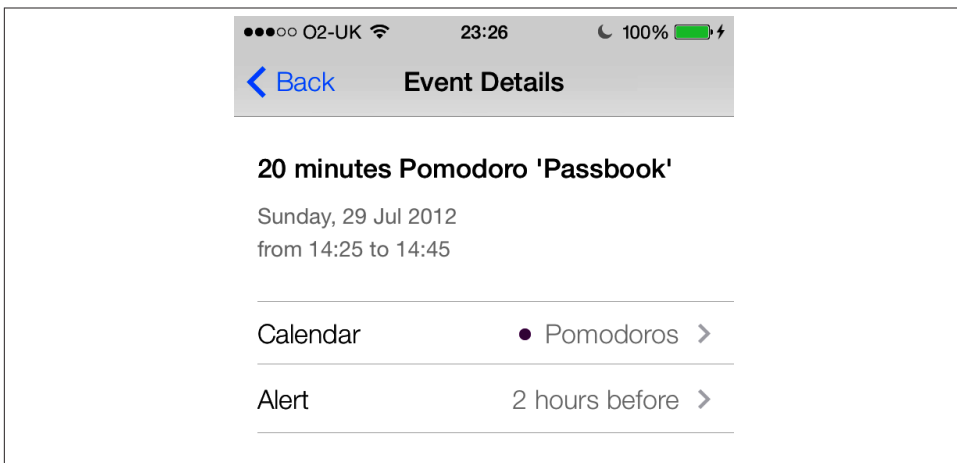 O2-UK 23:26 100%
Back Event Details
20 minutes Pomodoro 'Passbook'
Sunday, 29 Jul 2012
from 14:25 to 14:45
Calendar Pomodoros
Alert 2 hours before